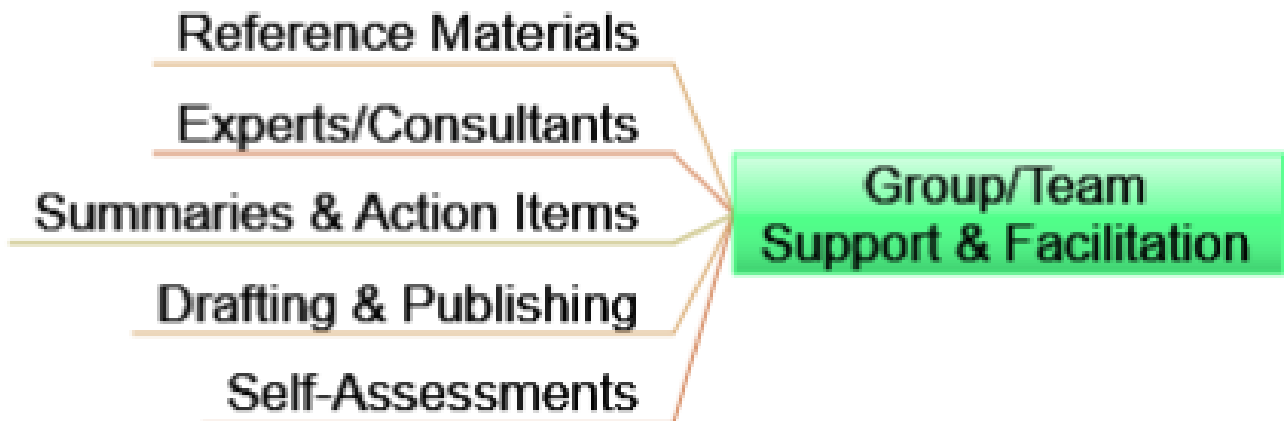 Reference Materials
Experts/Consultants
Summaries & Action Items
Drafting & Publishing
Self-Assessments
Group/Team
Support & Facilitation